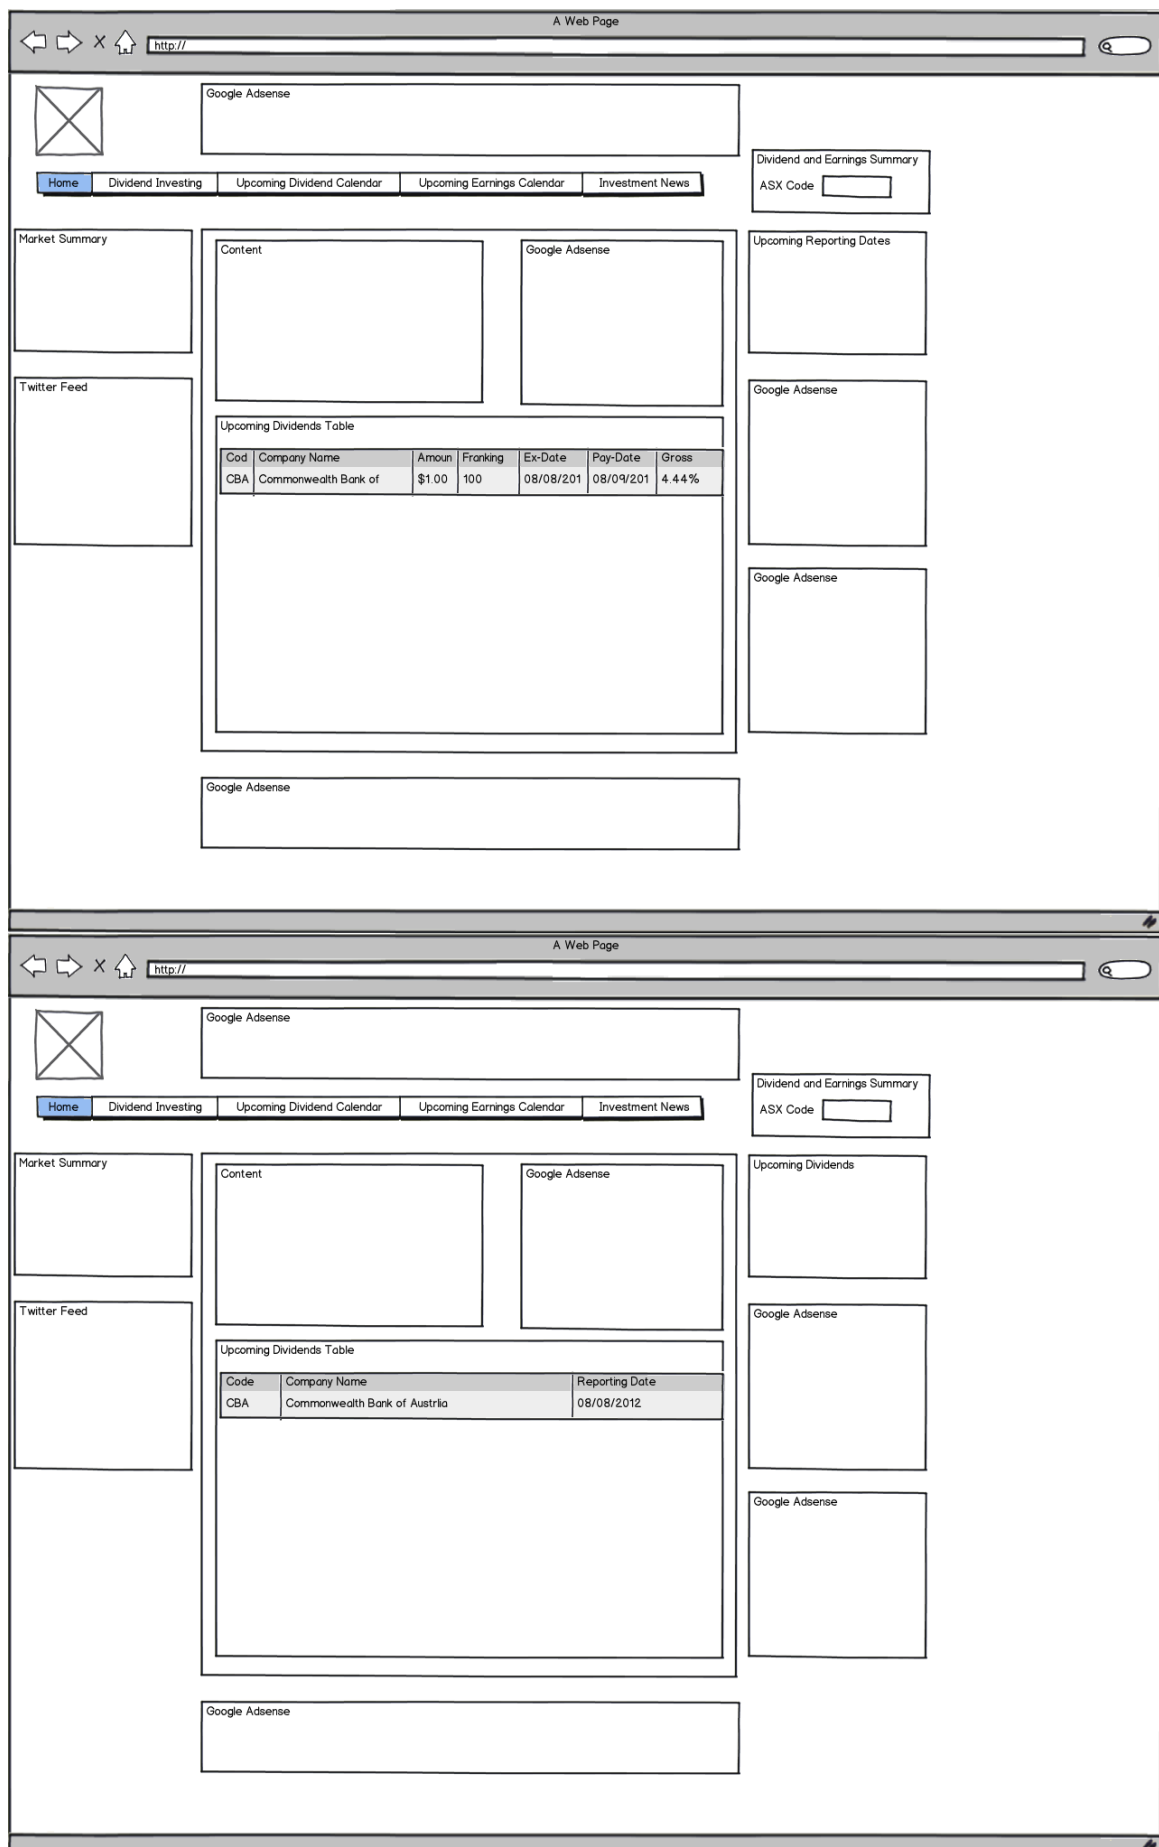 A Web Page
http://
Google Adsense
Dividend and Earnings Summary
ASX Code
Home Dividend Investing Upcoming Dividend Calendar Upcoming Earnings Calendar Investment News
Market Summary
Content
Google Adsense
Upcoming Reporting Dates
Twitter Feed
Google Adsense
Upcoming Dividends Table
Cod Company Name Amoun Franking Ex-Date Pay-Date Gross
CBA Commonwealth Bank of $1.00 100 08/08/201 08/09/201 4.44%
Google Adsense
Google Adsense
A Web Page
http://
Google Adsense
Dividend and Earnings Summary
ASX Code
Home Dividend Investing Upcoming Dividend Calendar Upcoming Earnings Calendar Investment News
Market Summary
Content
Google Adsense
Upcoming Dividends
Twitter Feed
Google Adsense
Upcoming Dividends Table
Code Company Name Reporting Date
CBA Commonwealth Bank of Austrlia 08/08/2012
Google Adsense
Google Adsense